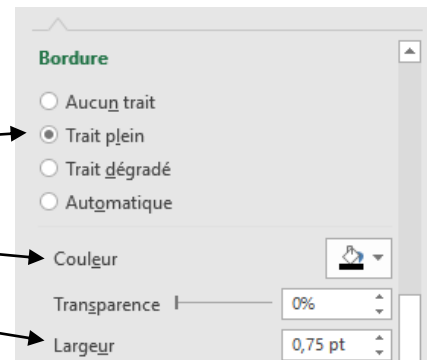 Bordure
Aucun trait
Trait plein
Trait dégradé
Automatique
Couleur
Transparence 0%
Largeur 0,75 pt